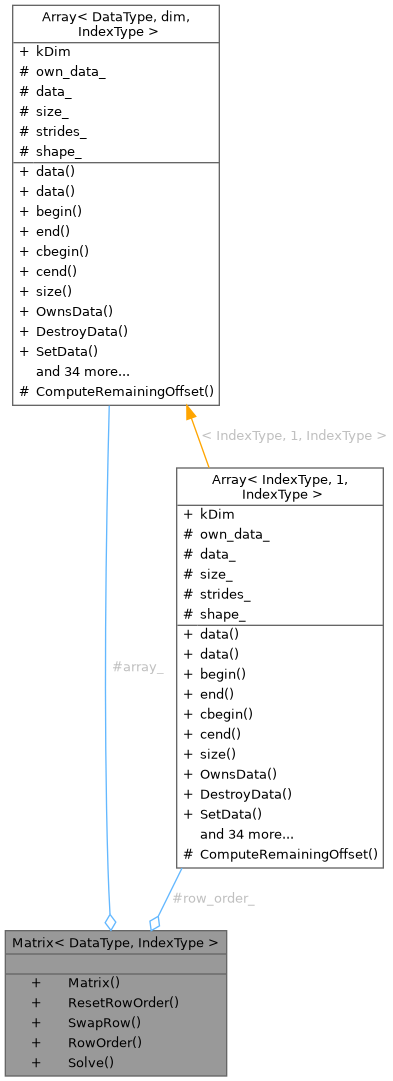 Array< DataType, dim,
IndexType >
+ kDim
# own_data_
# data_
# size_
# strides_
# shape_
+ data()
+ data()
+ begin()
+ end()
+ cbegin()
+ cend()
+ size()
+ OwnsData()
+ DestroyData()
+ SetData()
and 34 more...
# ComputeRemainingOffset()
< IndexType, 1, IndexType >
Array< IndexType, 1,
IndexType >
+ kDim
# own_data_
# data_
# size_
# strides_
# shape_
+ data()
+ data()
+ begin()
+ end()
+ cbegin()
+ cend()
+ size()
+ OwnsData()
+ DestroyData()
+ SetData()
and 34 more...
# ComputeRemainingOffset()
#array_
#row_order_
Matrix< DataType, IndexType >
+ Matrix()
+ ResetRowOrder()
+ SwapRow()
+ RowOrder()
+ Solve()